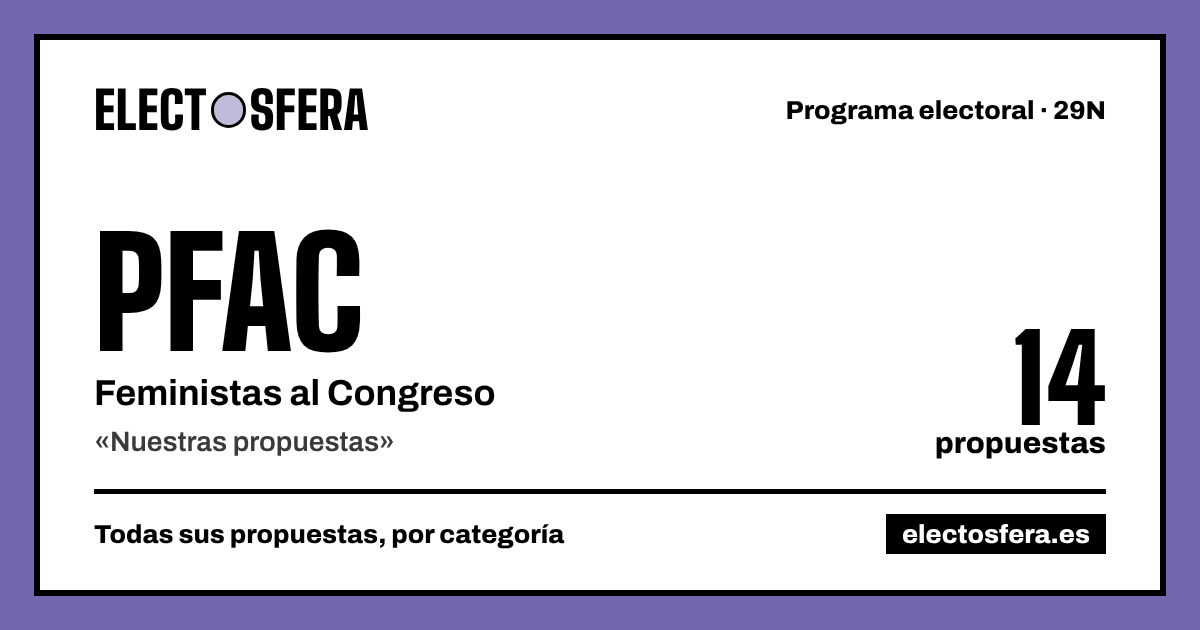 ELECTOSFERA
Programa electoral · 29N
PFAC
Feministas al Congreso
«Nuestras propuestas»
14
propuestas
Todas sus propuestas, por categoría
electosfera.es